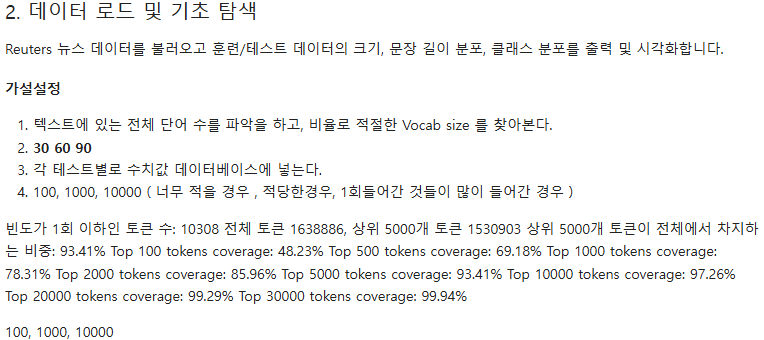 2. 데이터 로드 및 기초 탐색
Reuters 뉴스 데이터를 불러오고 훈련/테스트 데이터의 크기, 문장 길이 분포, 클래스 분포를 출력 및 시각화합니다.
가설설정
1. 텍스트에 있는 전체 단어 수를 파악을 하고, 비율로 적절한 Vocab size 를 찾아본다.
2. 30 60 90
3. 각 테스트별로 수치값 데이터베이스에 넣는다.
4. 100, 1000, 10000 ( 너무 적을 경우 , 적당한경우, 1회들어간 것들이 많이 들어간 경우 )
빈도가 1회 이하인 토큰 수: 10308 전체 토큰 1638886, 상위 5000개 토큰 1530903 상위 5000개 토큰이 전체에서 차지하
는 비중: 93.41% Top 100 tokens coverage: 48.23% Top 500 tokens coverage: 69.18% Top 1000 tokens coverage:
78.31% Top 2000 tokens coverage: 85.96% Top 5000 tokens coverage: 93.41% Top 10000 tokens coverage: 97.26%
Top 20000 tokens coverage: 99.29% Top 30000 tokens coverage: 99.94%
100, 1000, 10000